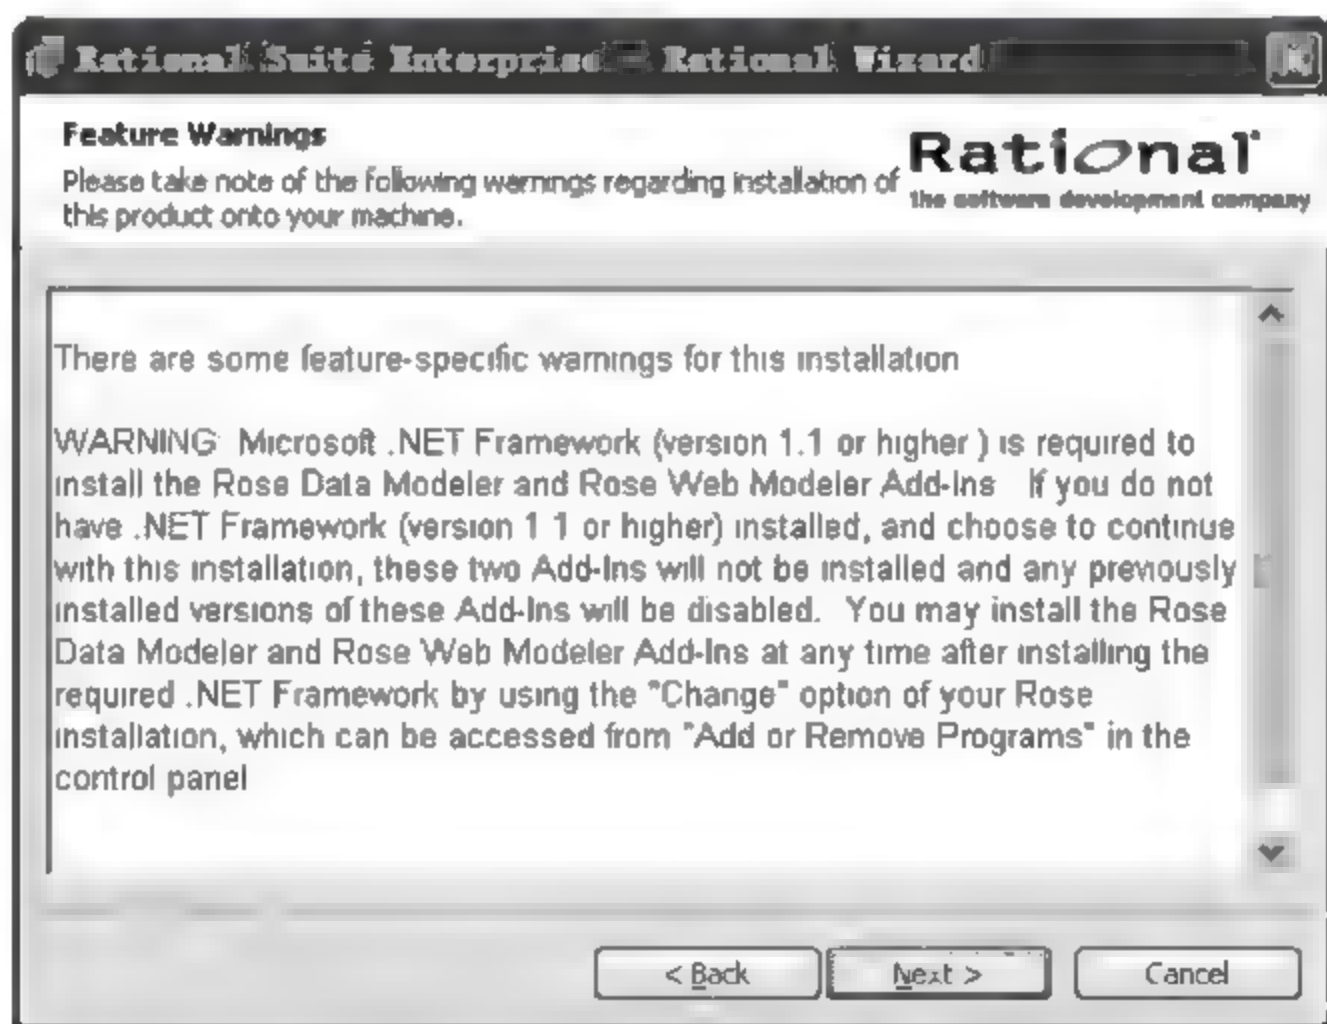 Rational Suite Enterprise - Rational Wizard
Feature Warnings
Please take note of the following warnings regarding installation of
this product onto your machine.
Rational
the software development company
There are some feature-specific warnings for this installation
WARNING: Microsoft .NET Framework (version 1.1 or higher ) is required to
install the Rose Data Modeler and Rose Web Modeler Add-Ins If you do not
have .NET Framework (version 1 1 or higher) installed, and choose to continue
with this installation, these two Add-Ins will not be installed and any previously
installed versions of these Add-Ins will be disabled. You may install the Rose
Data Modeler and Rose Web Modeler Add-Ins at any time after installing the
required .NET Framework by using the "Change" option of your Rose
installation, which can be accessed from "Add or Remove Programs" in the
control panel
< Back
Next >
Cancel